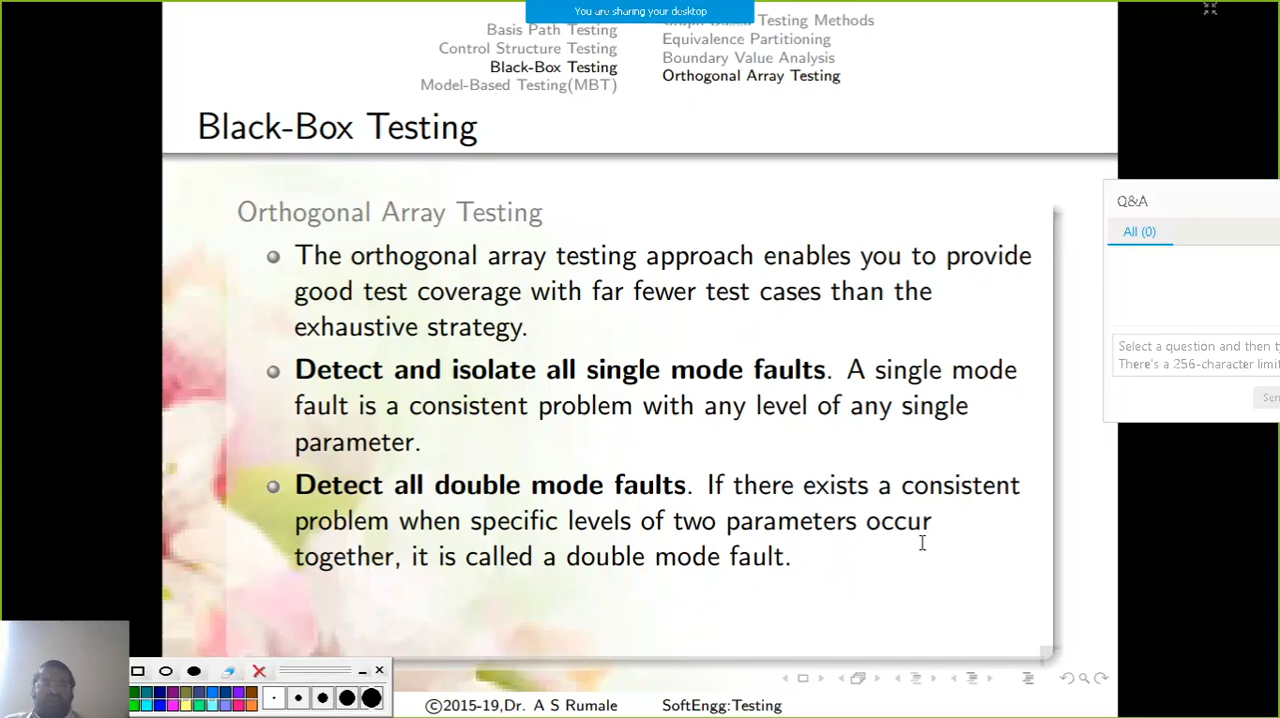 You are sharing your desktop
Basis Path Testing
Control Structure Testing
Black-Box Testing
Model-Based Testing(MBT)
Testing Methods
Equivalence Partitioning
Boundary Value Analysis
Orthogonal Array Testing
Black-Box Testing
Orthogonal Array Testing
The orthogonal array testing approach enables you to provide
good test coverage with far fewer test cases than the
exhaustive strategy.
Detect and isolate all single mode faults. A single mode
fault is a consistent problem with any level of any single
parameter.
Detect all double mode faults. If there exists a consistent
problem when specific levels of two parameters occur
together, it is called a double mode fault.
Q&A
All (0)
Select a question and then t
There's a 256-character limi
Sen
©2015-19,Dr. A S Rumale
SoftEngg:Testing